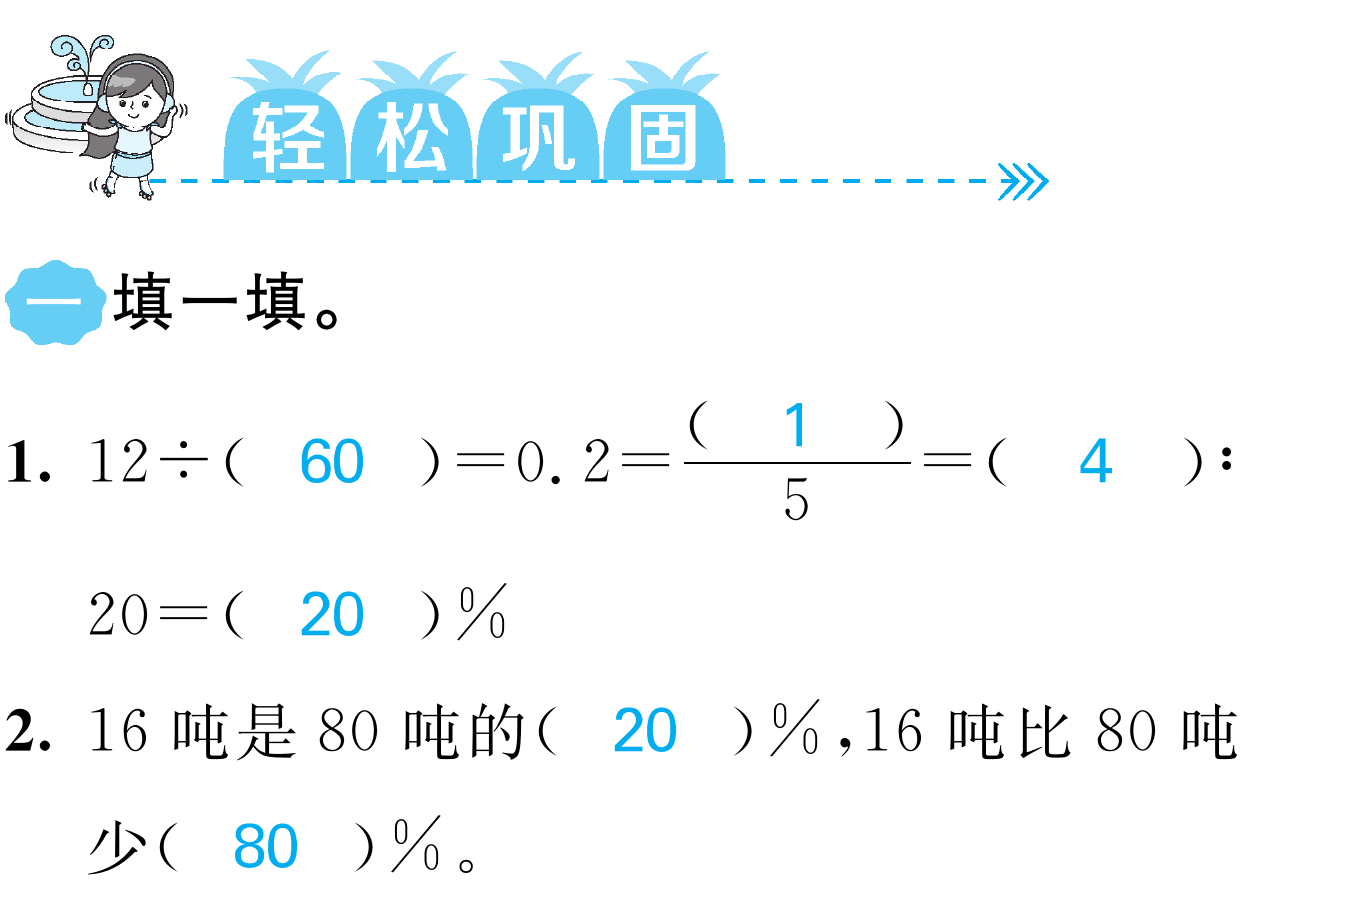 轻松巩固
一 填一填。
1. 12÷( 60 )=0.2=( 1 )/5=( 4 ):
20=( 20 )%
2. 16 吨是 80 吨的( 20 )%,16 吨比 80 吨
少( 80 )%。